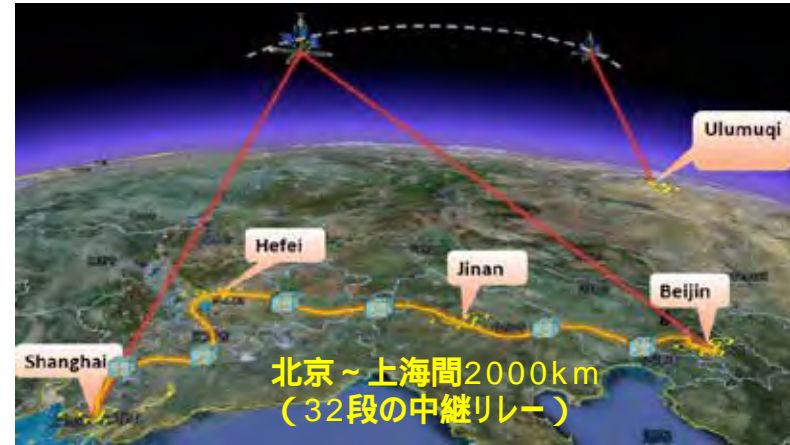 Ulumuqi
Hefei
Jinan
Beijin
Shanghai
北京~上海間2000km
(32段の中継リレー)